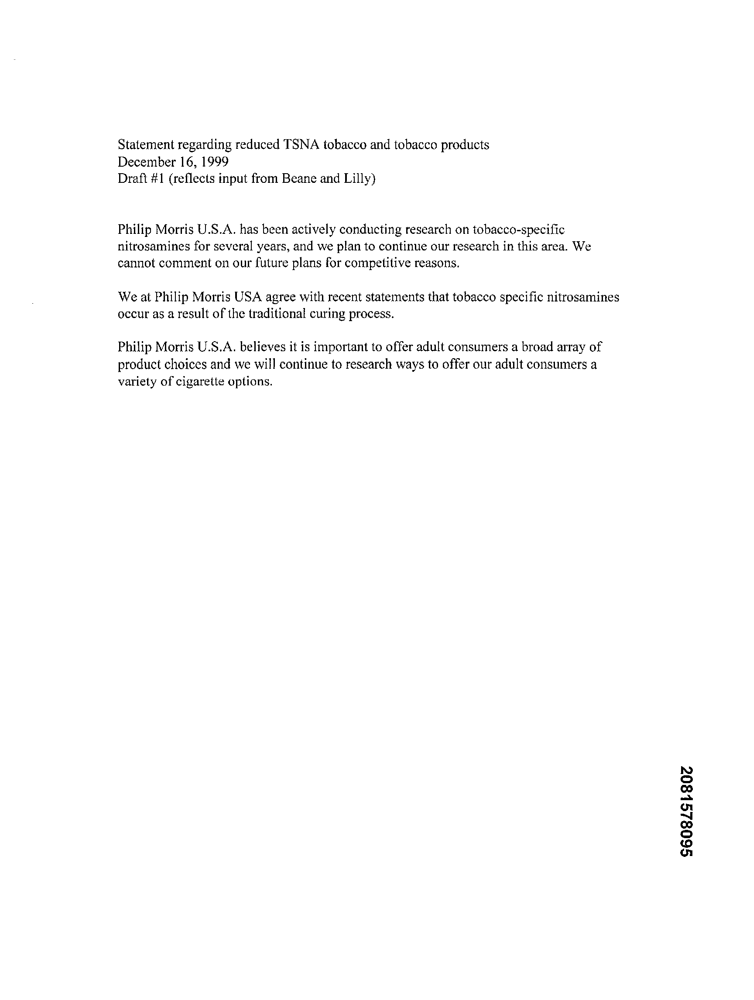 Statement regarding reduced TSNA tobacco and tobacco products
December 16, 1999
Draft #1 (reflects input from Beane and Lilly)
Philip Morris U.S.A. has been actively conducting research on tobacco-specific
nitrosamines for several years, and we plan to continue our research in this area. We
cannot comment on our future plans for competitive reasons.
We at Philip Morris USA agree with recent statements that tobacco specific nitrosamines
occur as a result of the traditional curing process.
Philip Morris U.S.A. believes it is important to offer adult consumers a broad array of
product choices and we will continue to research ways to offer our adult consumers a
variety of cigarette options.
2081578095